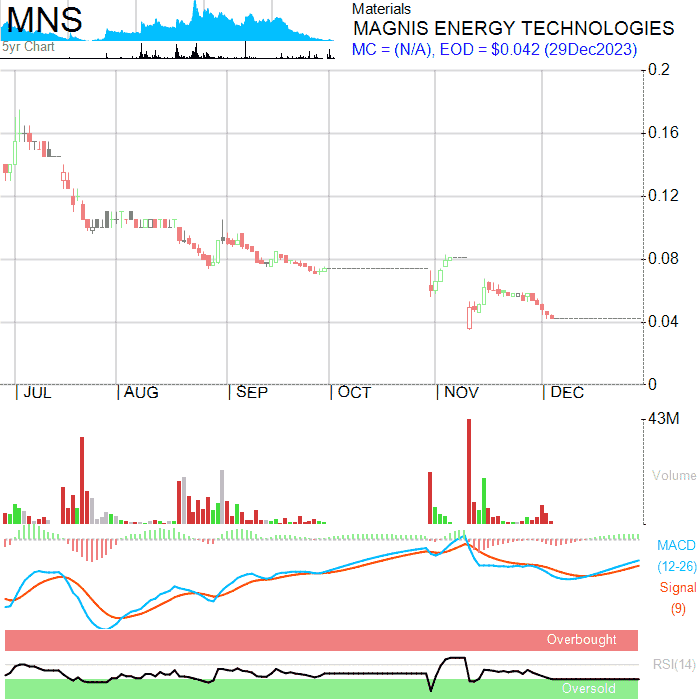 MNS
5yr Chart
Materials
MAGNIS ENERGY TECHNOLOGIES
MC = (N/A), EOD = $0.042 (29Dec2023)
0.2
0.16
0.12
0.08
0.04
0
JUL AUG SEP OCT NOV DEC
43M
Volume
MACD
(12-26)
Signal
(9)
Overbought
RSI(14)
Oversold